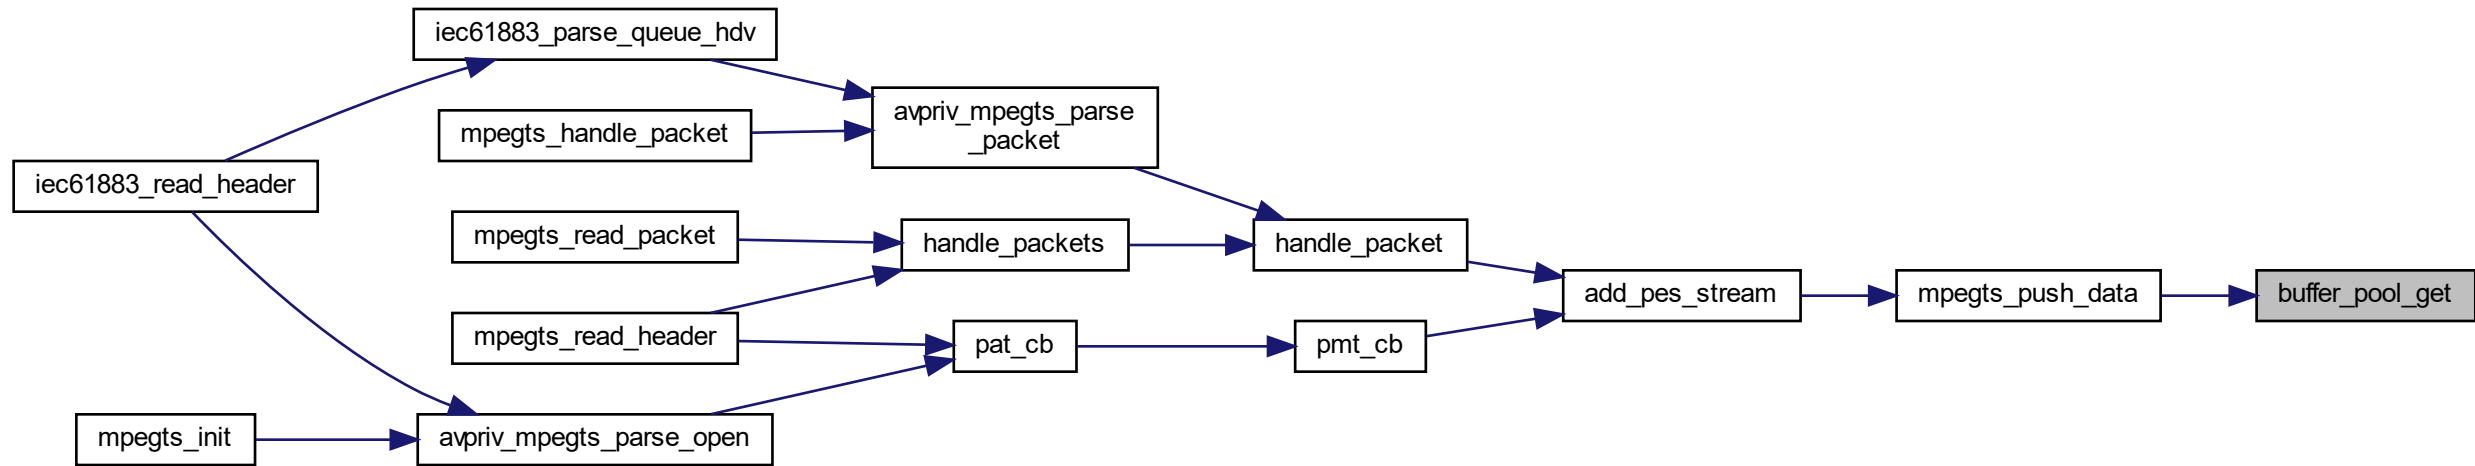 iec61883_parse_queue_hdv
avpriv_mpegts_parse
_packet
mpegts_handle_packet
iec61883_read_header
mpegts_read_packet
handle_packets
handle_packet
mpegts_read_header
pat_cb
pmt_cb
add_pes_stream
mpegts_push_data
buffer_pool_get
mpegts_init
avpriv_mpegts_parse_open